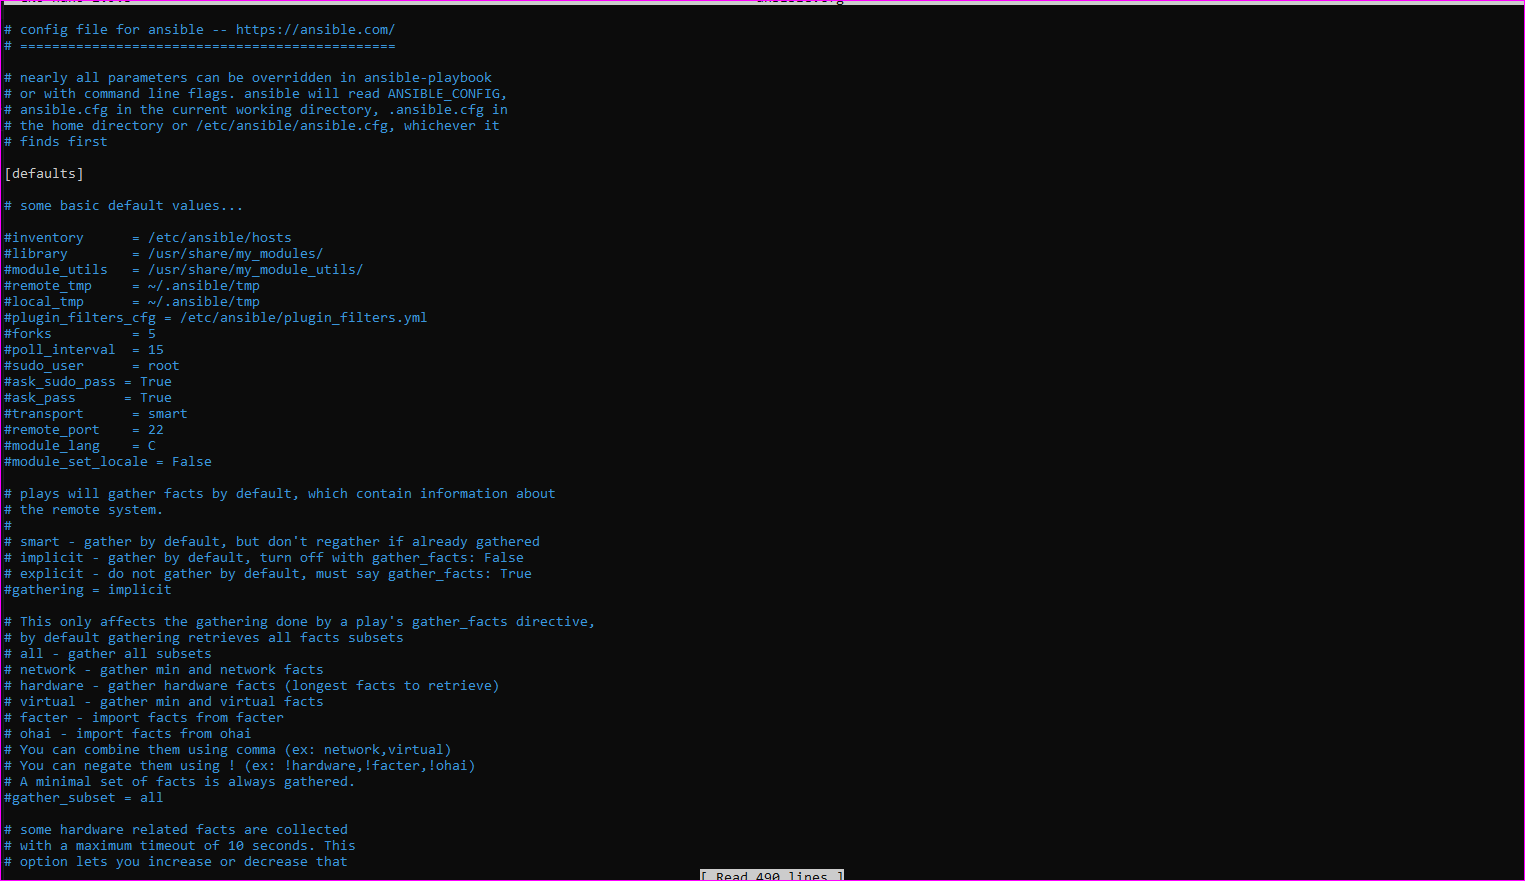 # config file for ansible -- https://ansible.com/
# ===============================================
# nearly all parameters can be overridden in ansible-playbook
# or with command line flags. ansible will read ANSIBLE_CONFIG,
# ansible.cfg in the current working directory, .ansible.cfg in
# the home directory or /etc/ansible/ansible.cfg, whichever it
# finds first
[defaults]
# some basic default values...
#inventory      = /etc/ansible/hosts
#library        = /usr/share/my_modules/
#module_utils   = /usr/share/my_module_utils/
#remote_tmp     = ~/.ansible/tmp
#local_tmp      = ~/.ansible/tmp
#plugin_filters_cfg = /etc/ansible/plugin_filters.yml
#forks          = 5
#poll_interval  = 15
#sudo_user      = root
#ask_sudo_pass = True
#ask_pass      = True
#transport      = smart
#remote_port    = 22
#module_lang    = C
#module_set_locale = False
# plays will gather facts by default, which contain information about
# the remote system.
#
# smart - gather by default, but don't regather if already gathered
# implicit - gather by default, turn off with gather_facts: False
# explicit - do not gather by default, must say gather_facts: True
#gathering = implicit
# This only affects the gathering done by a play's gather_facts directive,
# by default gathering retrieves all facts subsets
# all - gather all subsets
# network - gather min and network facts
# hardware - gather hardware facts (longest facts to retrieve)
# virtual - gather min and virtual facts
# facter - import facts from facter
# ohai - import facts from ohai
# You can combine them using comma (ex: network,virtual)
# You can negate them using ! (ex: !hardware,!facter,!ohai)
# A minimal set of facts is always gathered.
#gather_subset = all
# some hardware related facts are collected
# with a maximum timeout of 10 seconds. This
# option lets you increase or decrease that
[ Read 490 lines ]